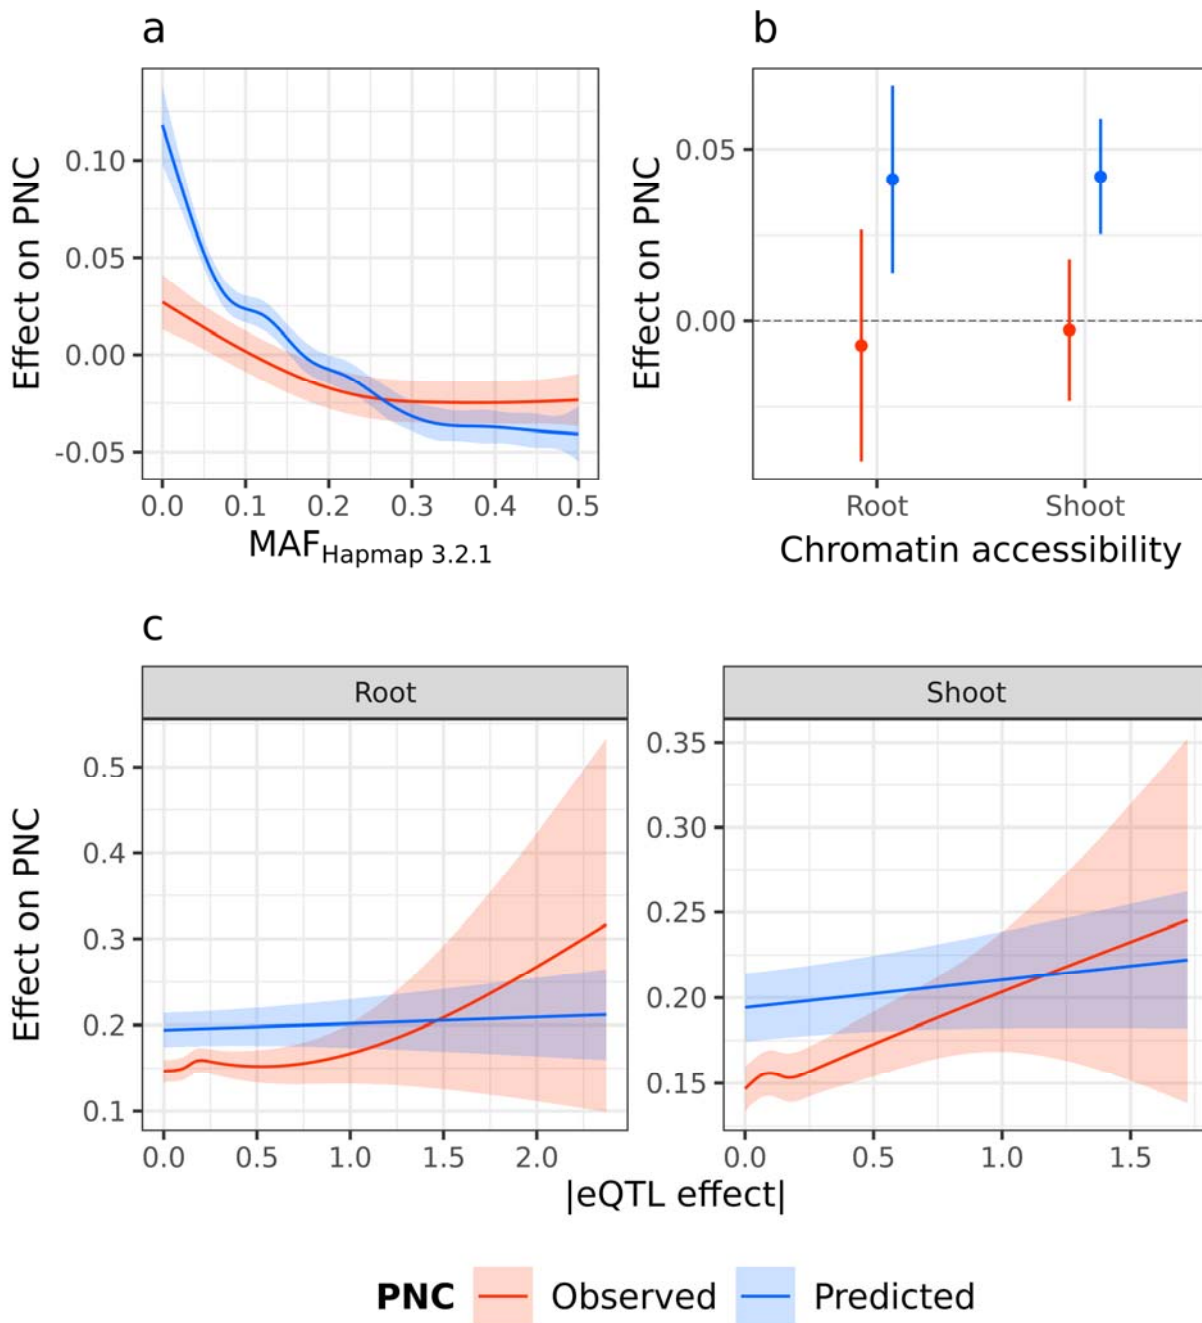 a
Effect on PNC
0.10
0.05
0.00
-0.05
0.0 0.1 0.2 0.3 0.4 0.5
MAF Hapmap 3.2.1
b
Effect on PNC
0.05
0.00
Root Shoot
Chromatin accessibility
c
Root
Shoot
Effect on PNC
0.5
0.4
0.3
0.2
0.1
0.0 0.5 1.0 1.5 2.0
0.35
0.30
0.25
0.20
0.15
0.0 0.5 1.0 1.5
|eQTL effect|
PNC Observed Predicted